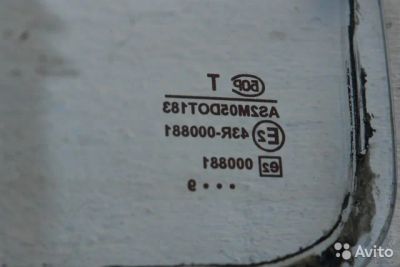 БОР T
AS2M05DOT183
E2 43R-000881
e2 000881
9 •••
Avito